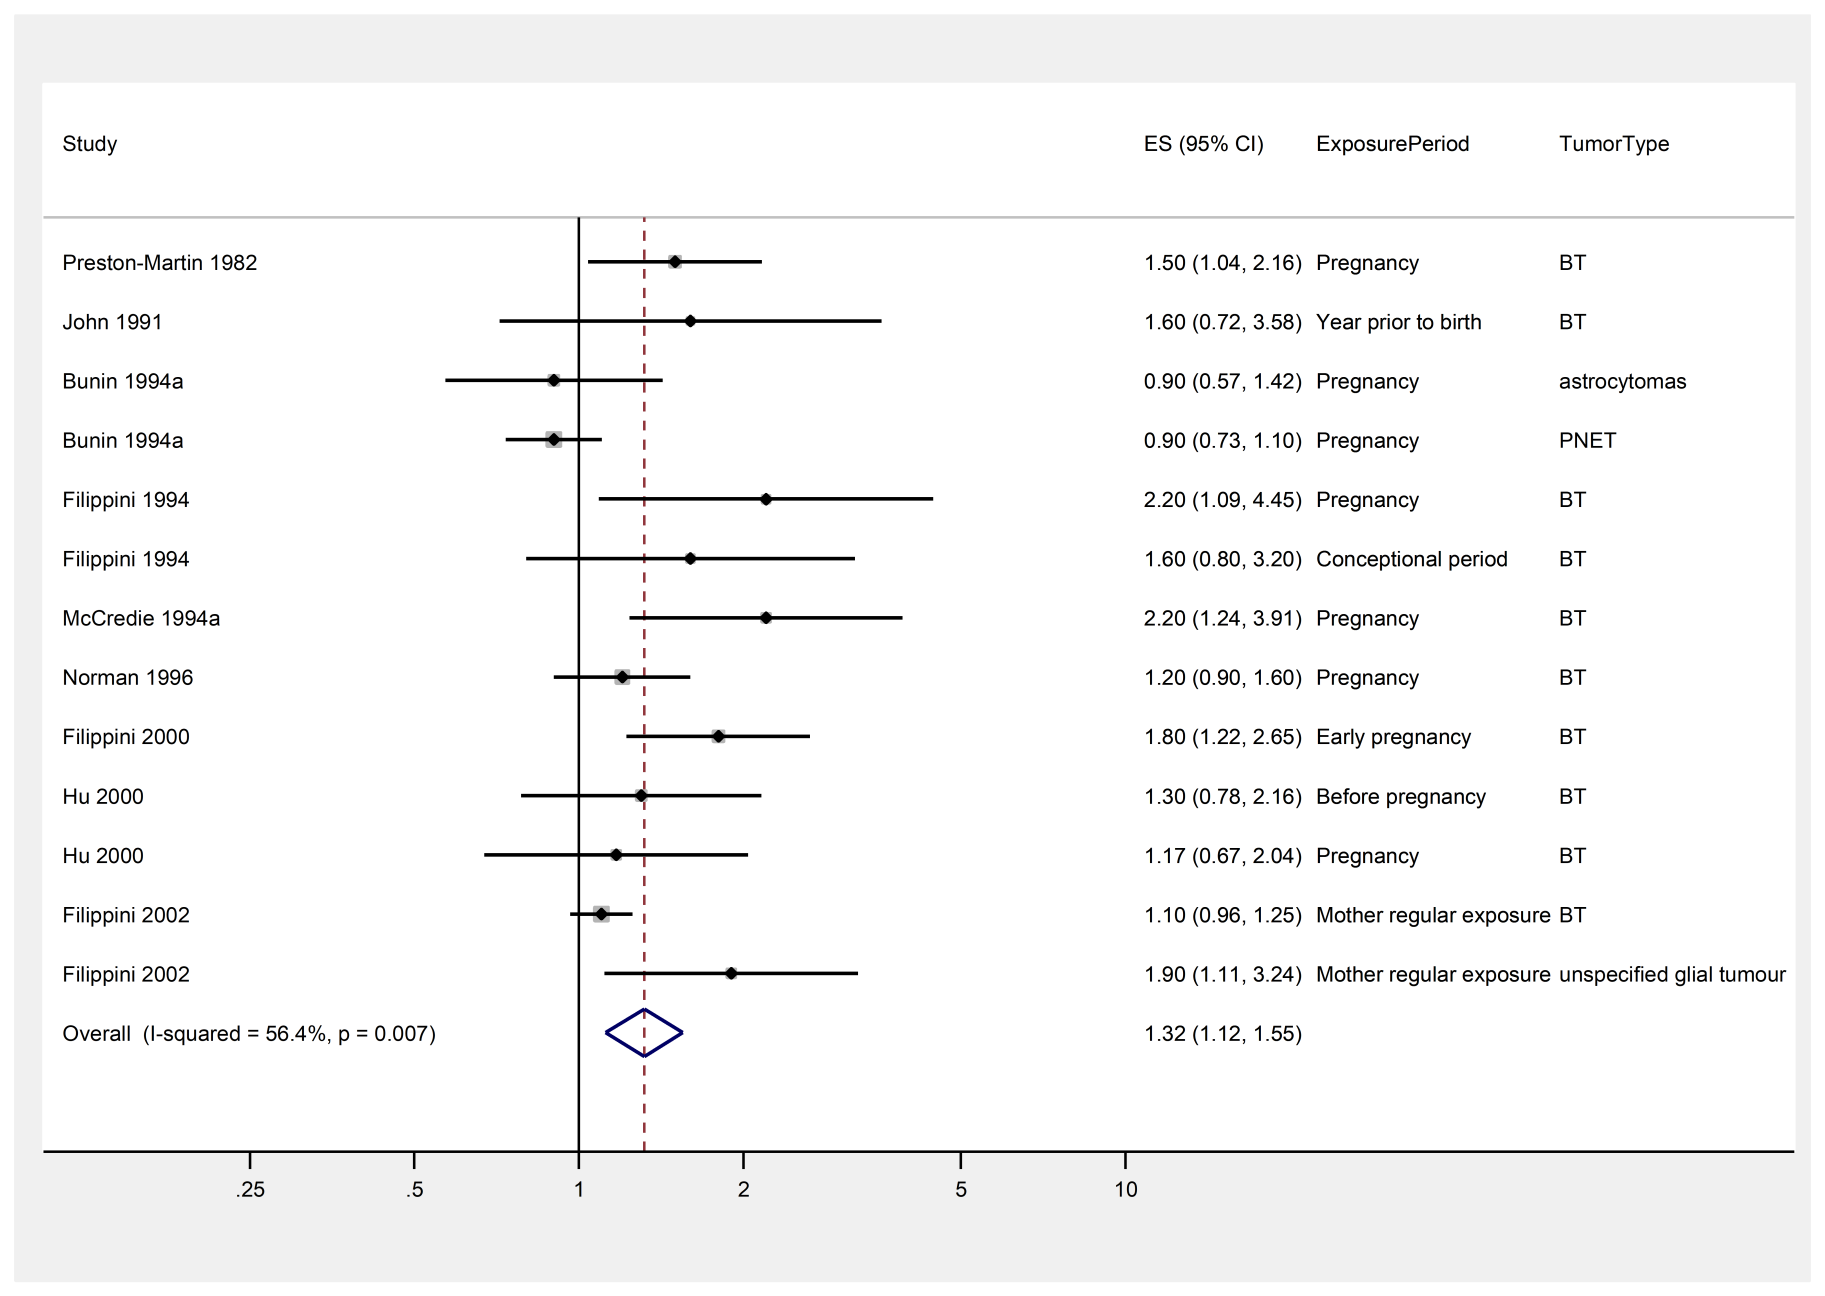 Study ES (95% CI) ExposurePeriod TumorType
Preston-Martin 1982 1.50 (1.04, 2.16) Pregnancy BT
John 1991 1.60 (0.72, 3.58) Year prior to birth BT
Bunin 1994a 0.90 (0.57, 1.42) Pregnancy astrocytomas
Bunin 1994a 0.90 (0.73, 1.10) Pregnancy PNET
Filippini 1994 2.20 (1.09, 4.45) Pregnancy BT
Filippini 1994 1.60 (0.80, 3.20) Conceptional period BT
McCredie 1994a 2.20 (1.24, 3.91) Pregnancy BT
Norman 1996 1.20 (0.90, 1.60) Pregnancy BT
Filippini 2000 1.80 (1.22, 2.65) Early pregnancy BT
Hu 2000 1.30 (0.78, 2.16) Before pregnancy BT
Hu 2000 1.17 (0.67, 2.04) Pregnancy BT
Filippini 2002 1.10 (0.96, 1.25) Mother regular exposure BT
Filippini 2002 1.90 (1.11, 3.24) Mother regular exposure unspecified glial tumour
Overall (I-squared = 56.4%, p = 0.007) 1.32 (1.12, 1.55)
.25 .5 1 2 5 10